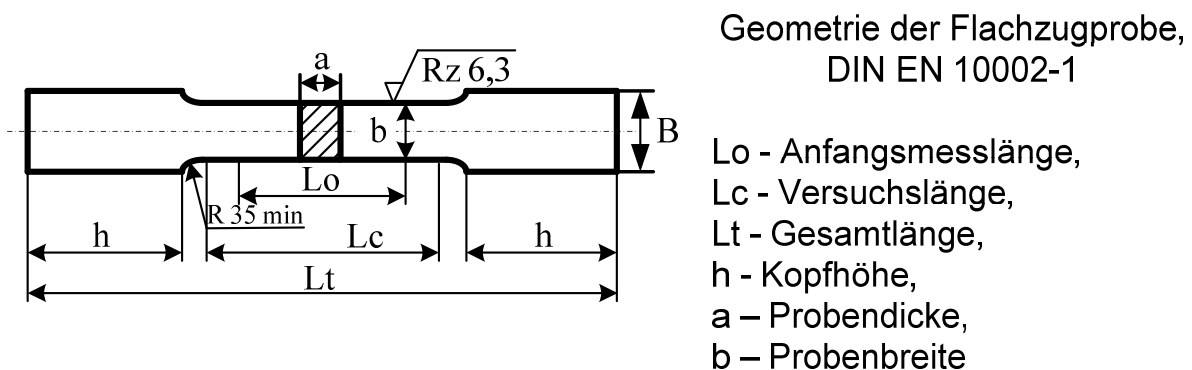 Geometrie der Flachzugprobe,
DIN EN 10002-1
a
Rz 6,3
b
B
Lo
R 35 min
h
Lc
h
Lt
Lo - Anfangsmesslänge,
Lc - Versuchslänge,
Lt - Gesamtlänge,
h - Kopfhöhe,
a – Probendicke,
b – Probenbreite